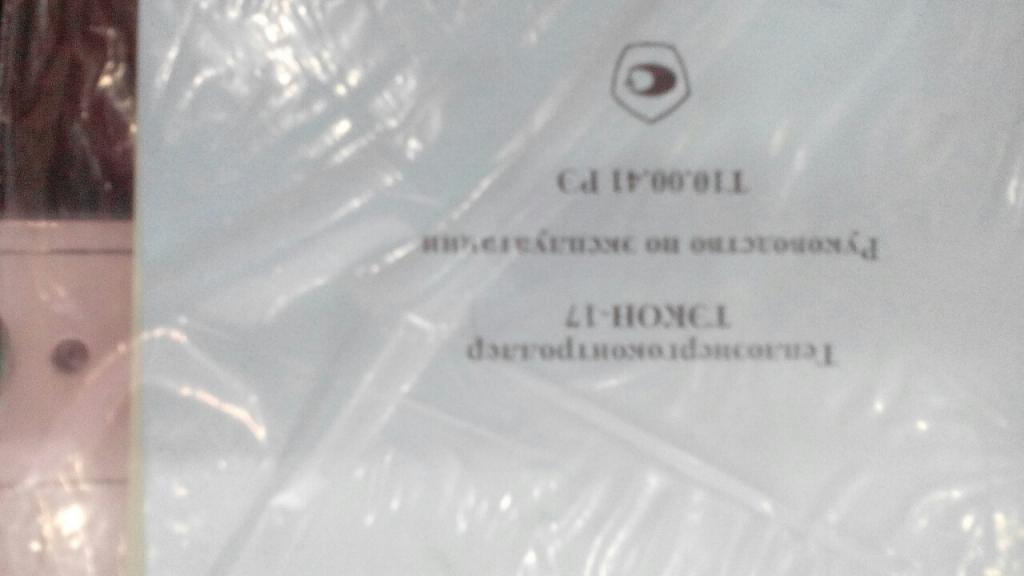 Теплоэнергоконтроллер
ТЭКОН-17
Руководство по эксплуатации
Т10.00.41 РЭ